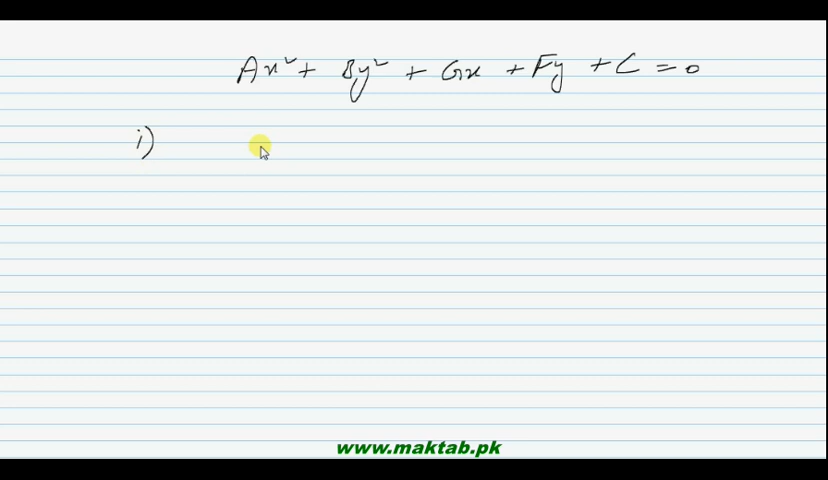 Ax² + By² + Gx + Fy + C = 0
i)
www.maktab.pk